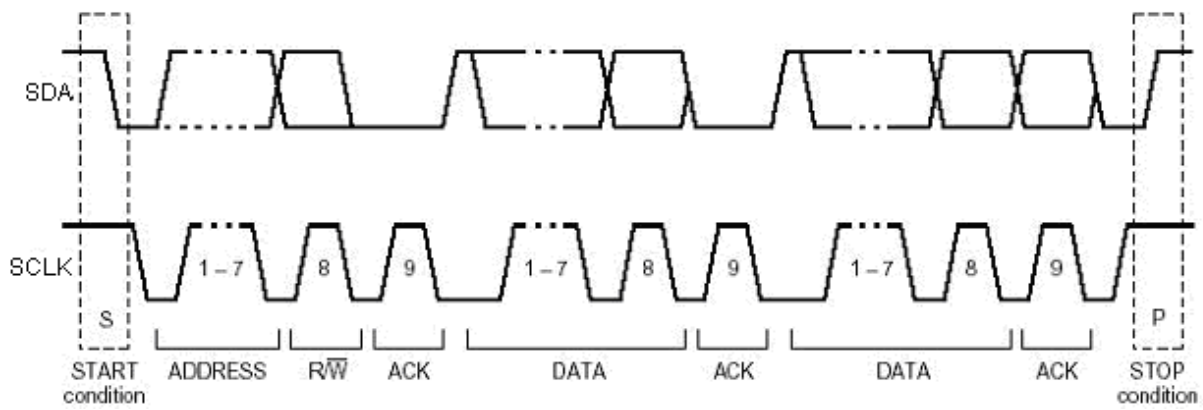 SDA
SCLK
1 – 7 8 9 1 – 7 8 9 1 – 7 8 9
S P
START ADDRESS R/W̅ ACK DATA ACK DATA ACK STOP
condition condition